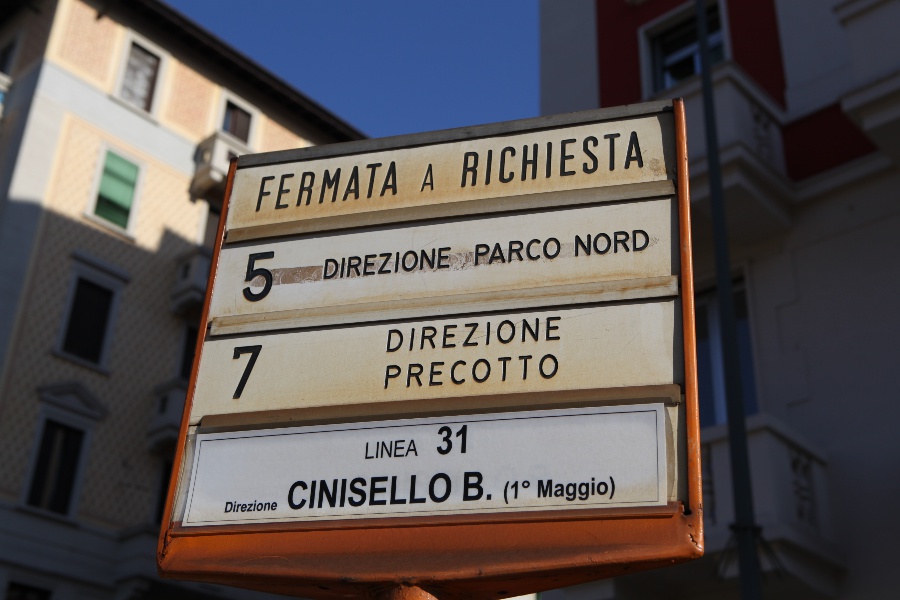 FERMATA A RICHIESTA
5 DIREZIONE PARCO NORD
7 DIREZIONE
PRECOTTO
LINEA 31
Direzione CINISELLO B. (1° Maggio)